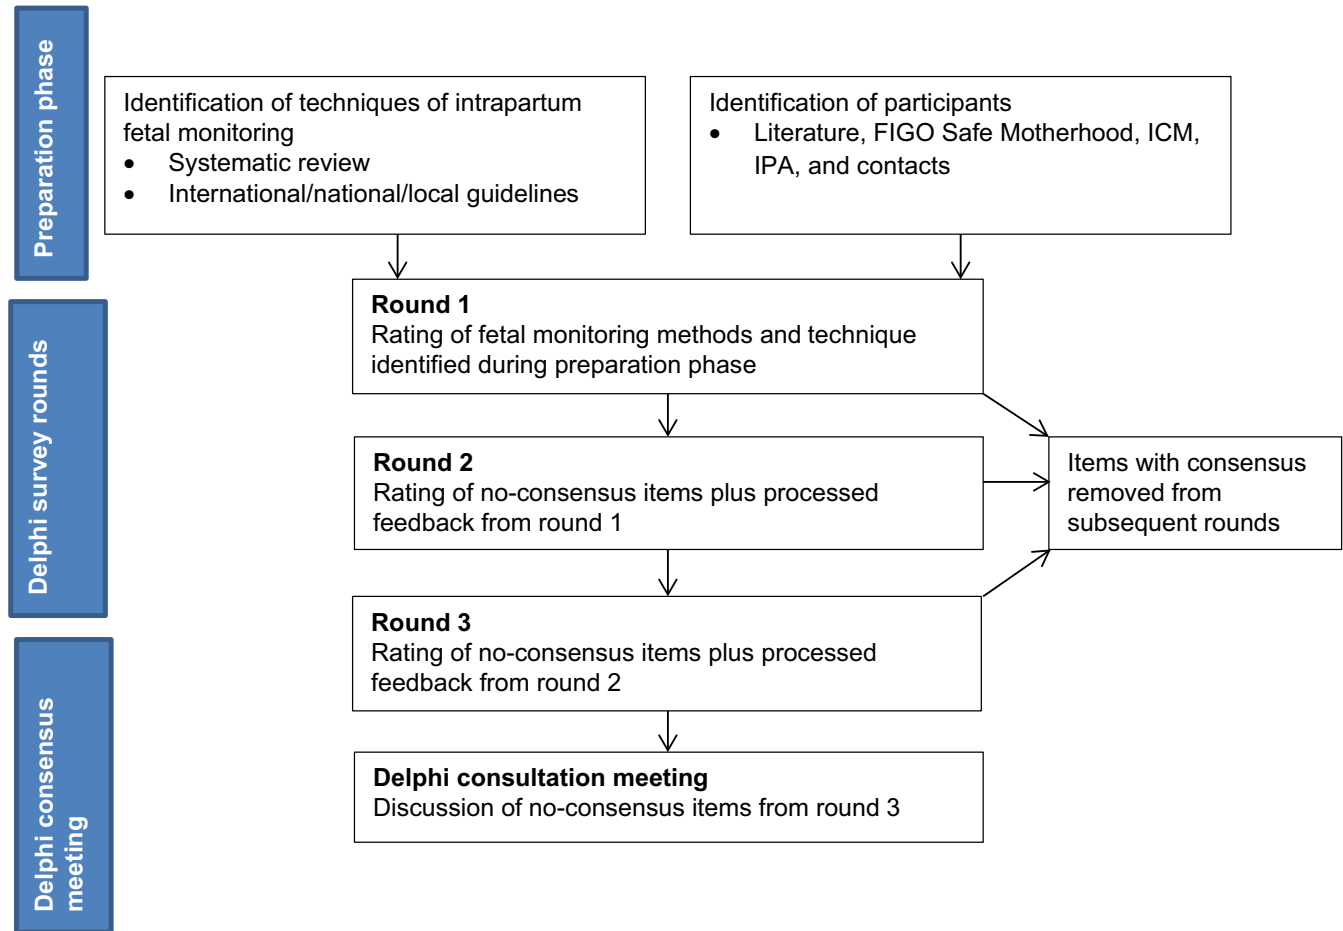 Preparation phase
Identification of techniques of intrapartum
fetal monitoring
• Systematic review
• International/national/local guidelines
Identification of participants
• Literature, FIGO Safe Motherhood, ICM,
IPA, and contacts
Delphi survey rounds
Round 1
Rating of fetal monitoring methods and technique
identified during preparation phase
Round 2
Rating of no-consensus items plus processed
feedback from round 1
Items with consensus
removed from
subsequent rounds
Round 3
Rating of no-consensus items plus processed
feedback from round 2
Delphi consensus
meeting
Delphi consultation meeting
Discussion of no-consensus items from round 3